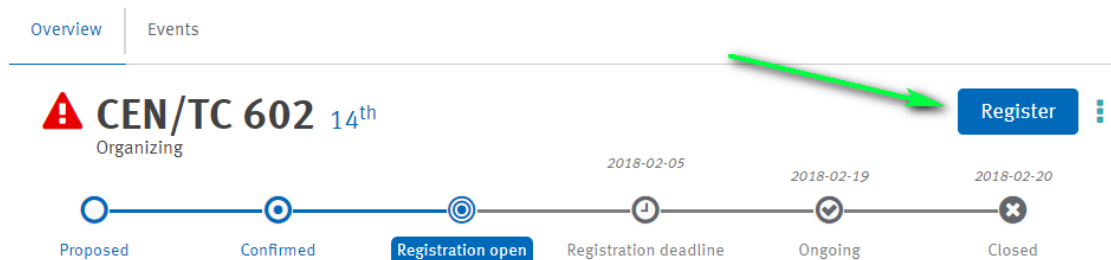 Overview Events
CEN/TC 602 14th
Register
Organizing
2018-02-05 2018-02-19 2018-02-20
Proposed Confirmed Registration open Registration deadline Ongoing Closed